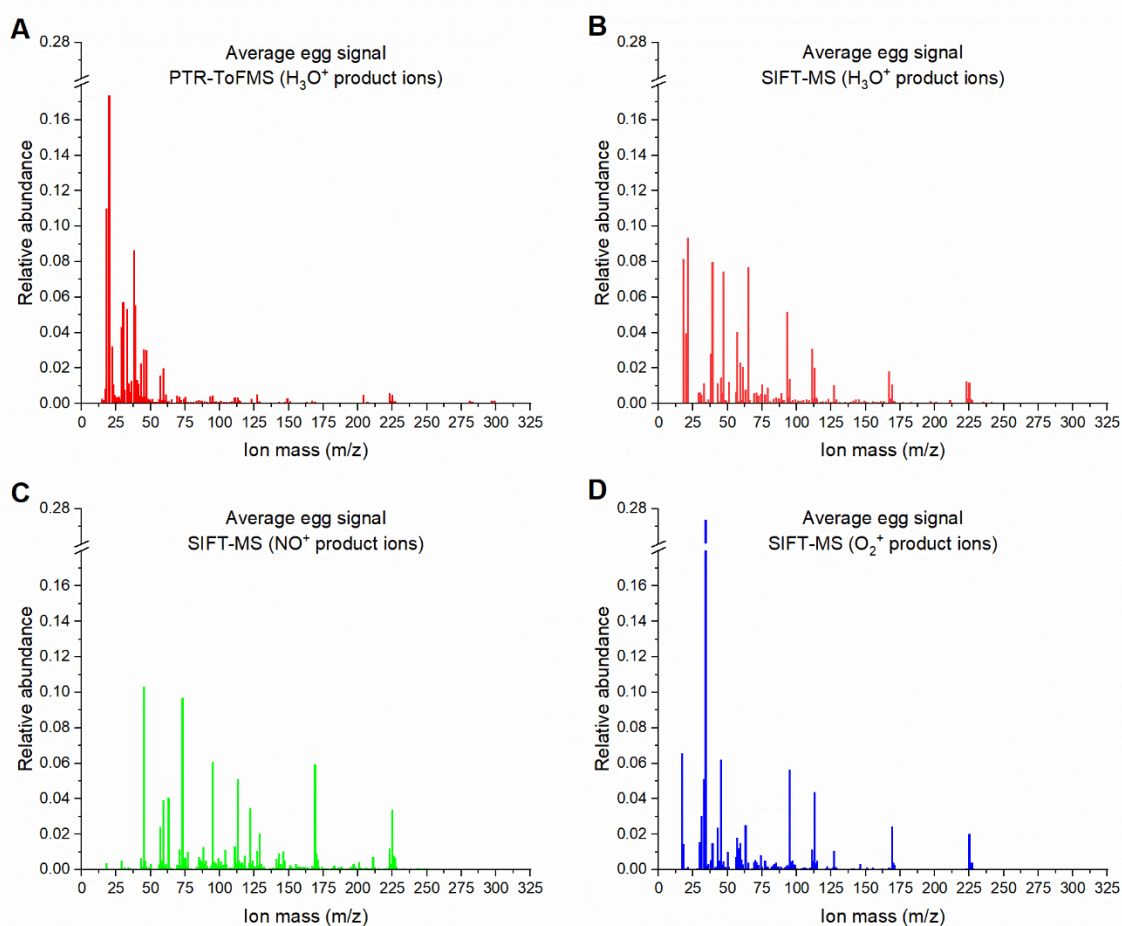 A
Average egg signal
PTR-ToFMS (H₃O⁺ product ions)
0.28
0.16
0.14
0.12
0.10
0.08
0.06
0.04
0.02
0.00
Relative abundance
0 25 50 75 100 125 150 175 200 225 250 275 300 325
Ion mass (m/z)
B
Average egg signal
SIFT-MS (H₃O⁺ product ions)
0.28
0.16
0.14
0.12
0.10
0.08
0.06
0.04
0.02
0.00
Relative abundance
0 25 50 75 100 125 150 175 200 225 250 275 300 325
Ion mass (m/z)
C
Average egg signal
SIFT-MS (NO⁺ product ions)
0.28
0.16
0.14
0.12
0.10
0.08
0.06
0.04
0.02
0.00
Relative abundance
0 25 50 75 100 125 150 175 200 225 250 275 300 325
Ion mass (m/z)
D
Average egg signal
SIFT-MS (O₂⁺ product ions)
0.28
0.16
0.14
0.12
0.10
0.08
0.06
0.04
0.02
0.00
Relative abundance
0 25 50 75 100 125 150 175 200 225 250 275 300 325
Ion mass (m/z)